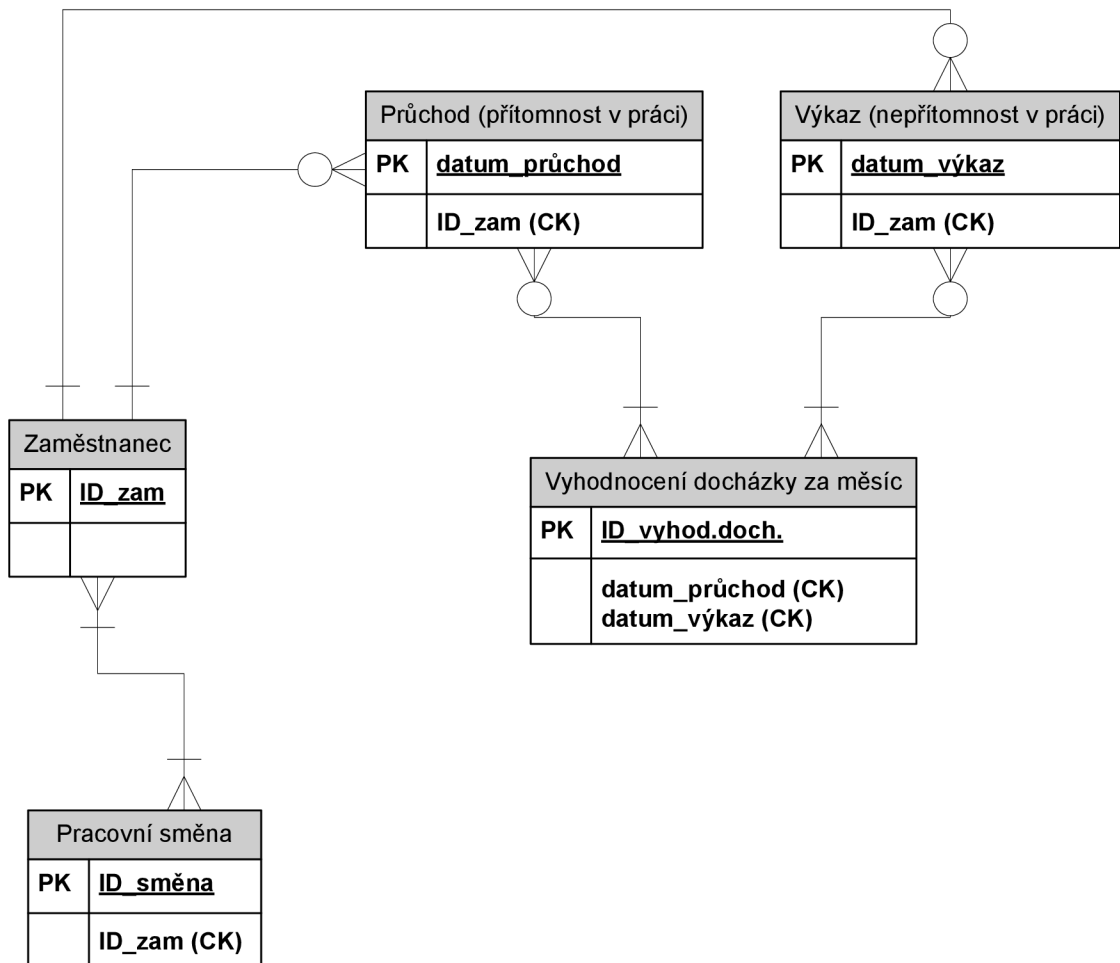 Průchod (přítomnost v práci)
PK datum_průchod
ID_zam (CK)
Výkaz (nepřítomnost v práci)
PK datum_výkaz
ID_zam (CK)
Zaměstnanec
PK ID_zam
Vyhodnocení docházky za měsíc
PK ID_vyhod.doch.
datum_průchod (CK)
datum_výkaz (CK)
Pracovní směna
PK ID_směna
ID_zam (CK)